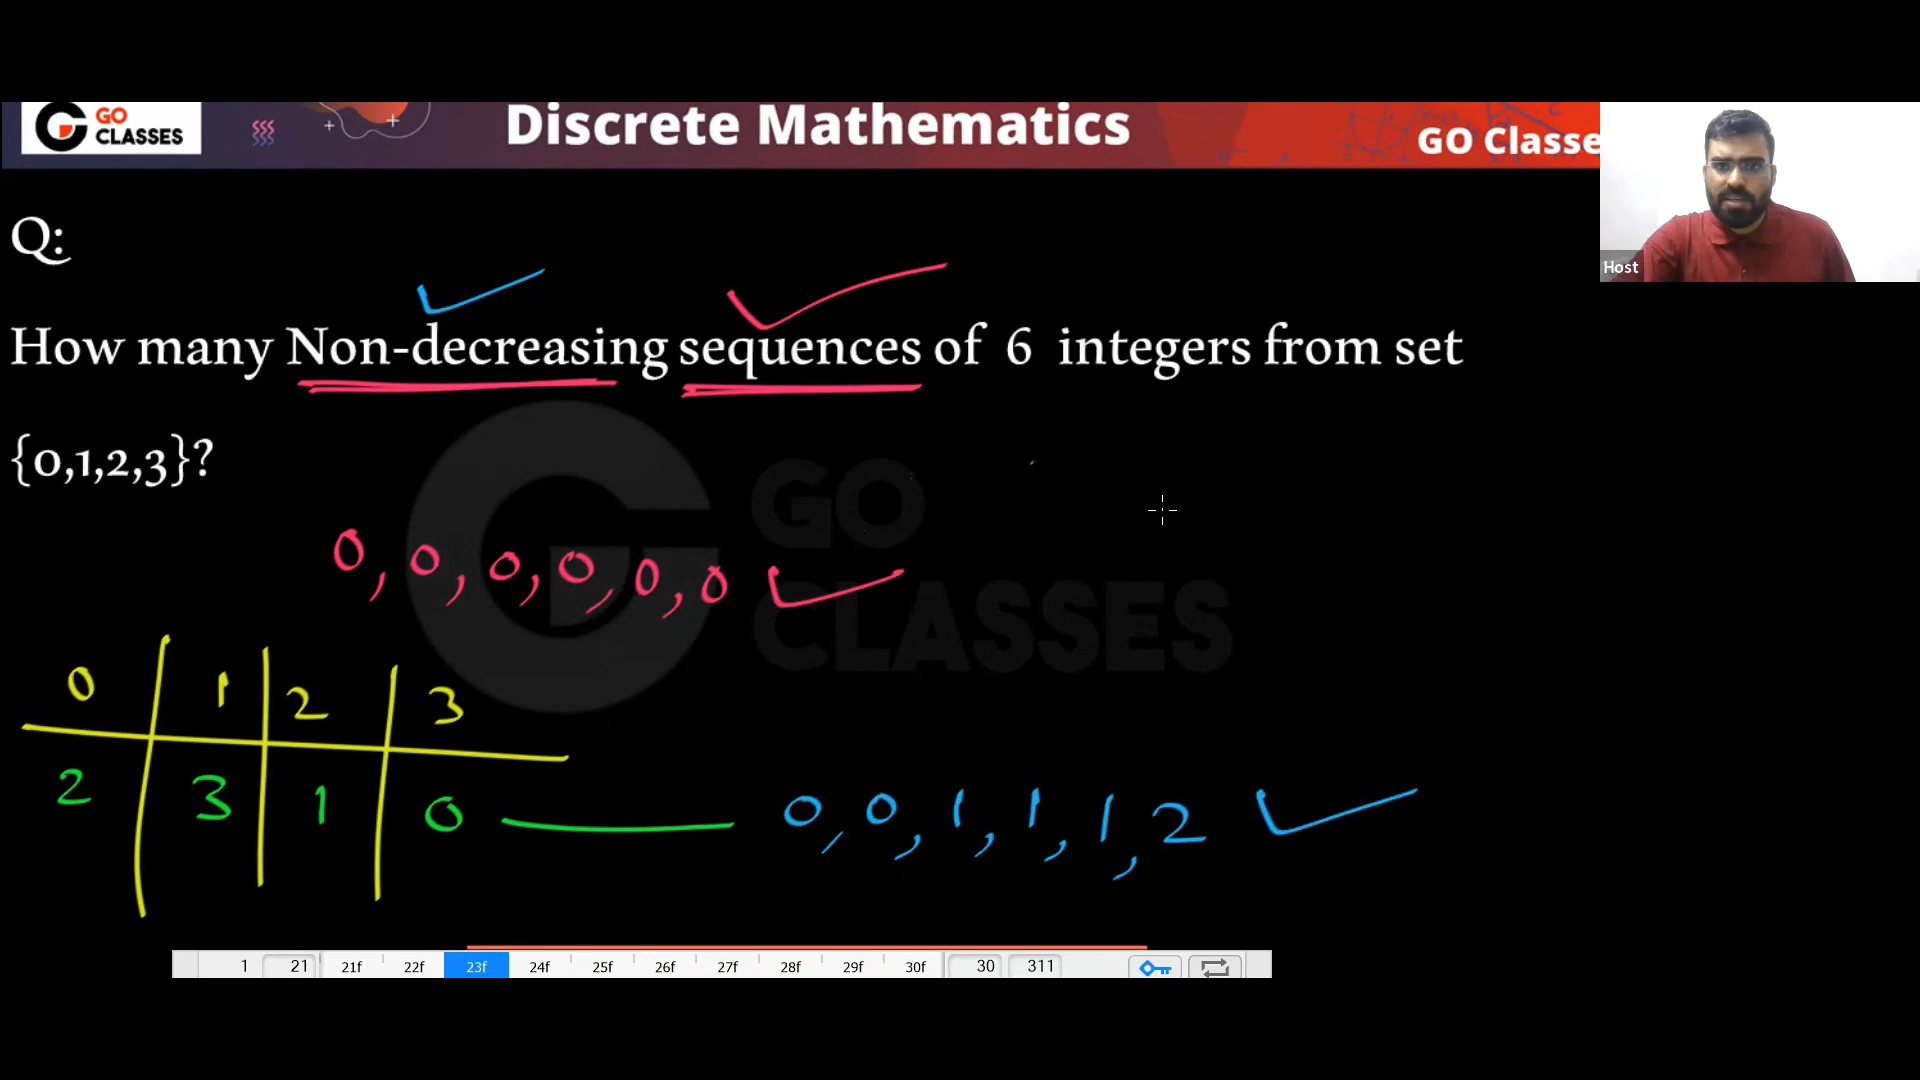 GO
CLASSES
Discrete Mathematics
GO Classe
Host
Q:
How many Non-decreasing sequences of 6 integers from set
{0,1,2,3}?
GO
CLASSES
0, 0, 0, 0, 0, 0
0 1 2 3
2 3 1 0 0, 0, 1, 1, 1, 2
1 21 21f 22f 23f 24f 25f 26f 27f 28f 29f 30f 30 311